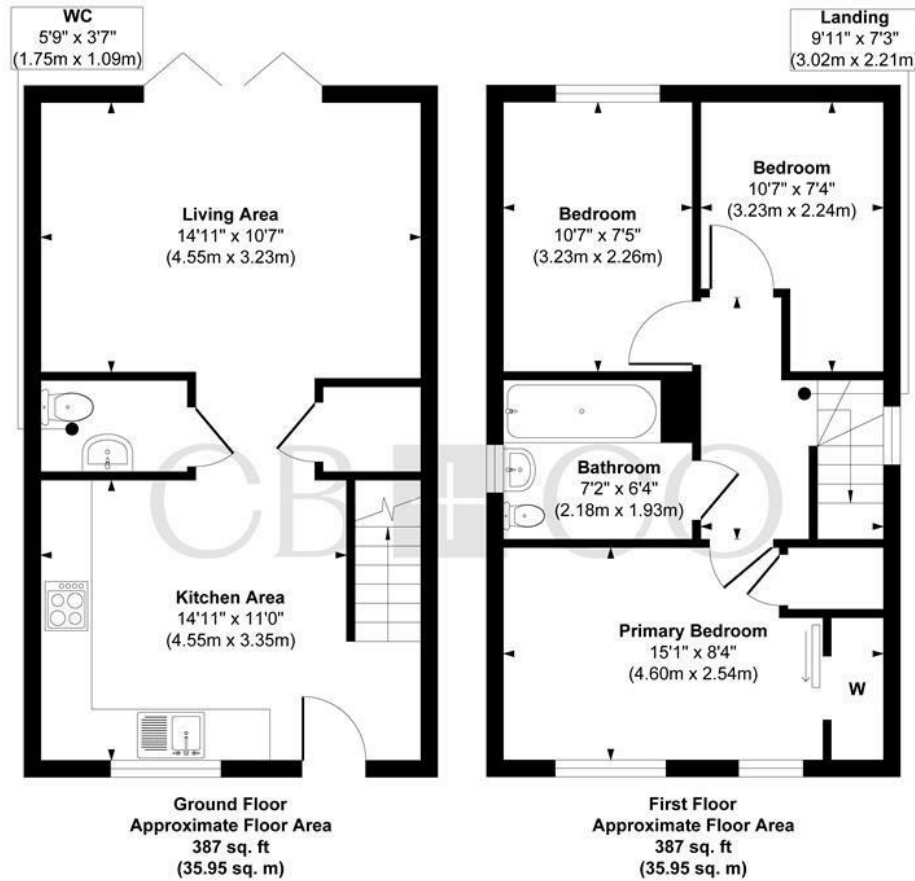 WC
5'9" x 3'7"
(1.75m x 1.09m)
Living Area
14'11" x 10'7"
(4.55m x 3.23m)
Kitchen Area
14'11" x 11'0"
(4.55m x 3.35m)
Ground Floor
Approximate Floor Area
387 sq. ft
(35.95 sq. m)
Landing
9'11" x 7'3"
(3.02m x 2.21m)
Bedroom
10'7" x 7'5"
(3.23m x 2.26m)
Bedroom
10'7" x 7'4"
(3.23m x 2.24m)
Bathroom
7'2" x 6'4"
(2.18m x 1.93m)
Primary Bedroom
15'1" x 8'4"
(4.60m x 2.54m)
W
First Floor
Approximate Floor Area
387 sq. ft
(35.95 sq. m)
CB+CO